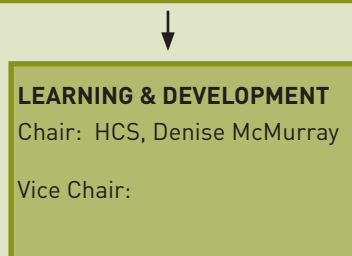 LEARNING & DEVELOPMENT
Chair: HCS, Denise McMurray
Vice Chair: